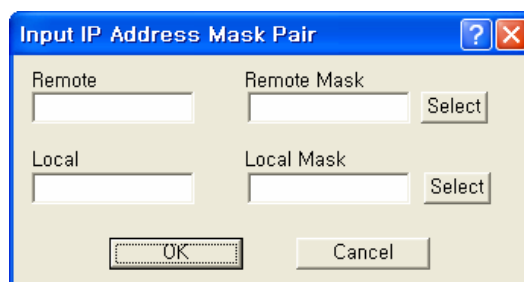 Input IP Address Mask Pair ?
Remote Remote Mask
Select
Local Local Mask
Select
OK Cancel